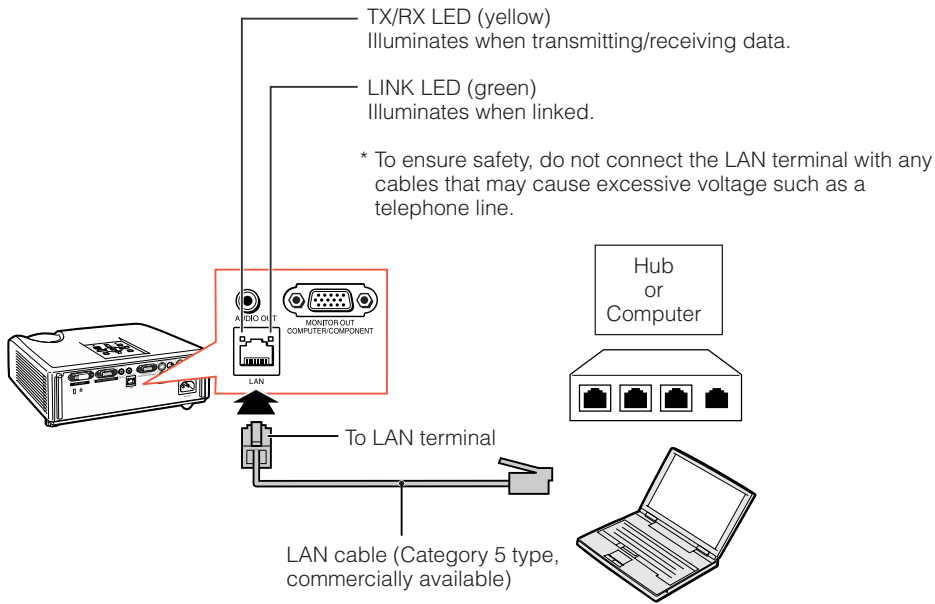 TX/RX LED (yellow)
Illuminates when transmitting/receiving data.
LINK LED (green)
Illuminates when linked.
* To ensure safety, do not connect the LAN terminal with any
cables that may cause excessive voltage such as a
telephone line.
Hub
or
Computer
AUDIO OUT
MONITOR OUT
COMPUTER/COMPONENT
LAN
To LAN terminal
LAN cable (Category 5 type,
commercially available)